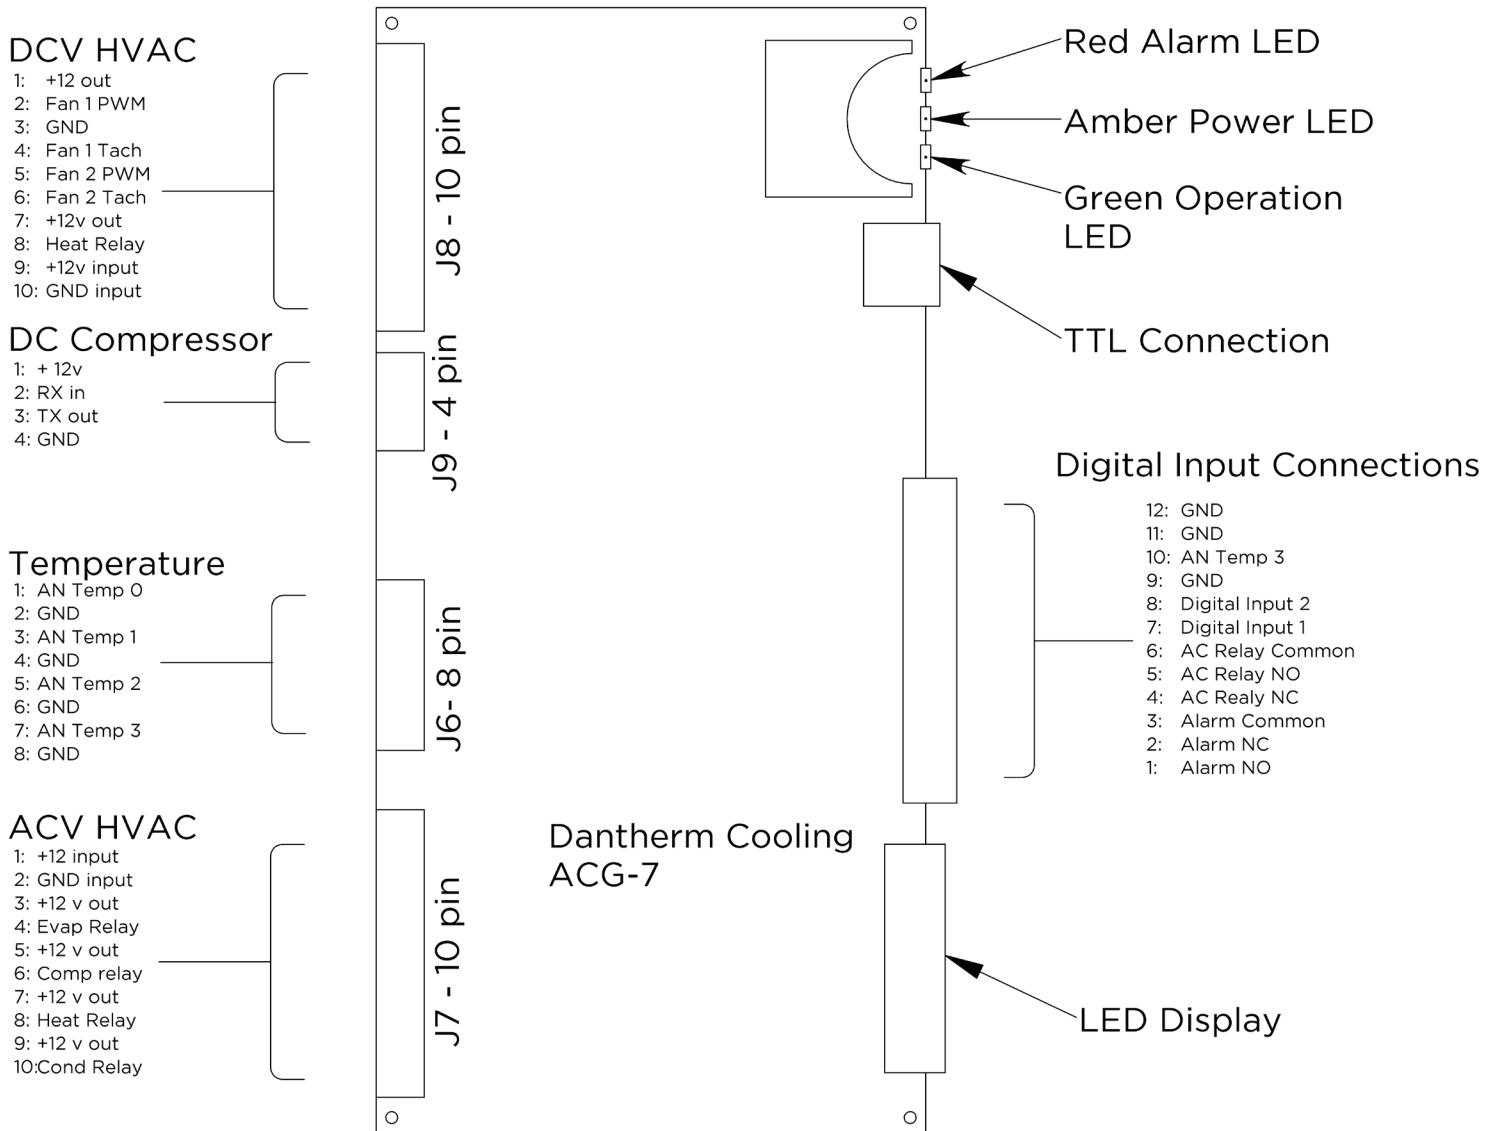 DCV HVAC
1: +12 out
2: Fan 1 PWM
3: GND
4: Fan 1 Tach
5: Fan 2 PWM
6: Fan 2 Tach
7: +12v out
8: Heat Relay
9: +12v input
10: GND input
J8 - 10 pin
DC Compressor
1: + 12v
2: RX in
3: TX out
4: GND
J9 - 4 pin
Temperature
1: AN Temp 0
2: GND
3: AN Temp 1
4: GND
5: AN Temp 2
6: GND
7: AN Temp 3
8: GND
J6- 8 pin
ACV HVAC
1: +12 input
2: GND input
3: +12 v out
4: Evap Relay
5: +12 v out
6: Comp relay
7: +12 v out
8: Heat Relay
9: +12 v out
10:Cond Relay
J7 - 10 pin
Dantherm Cooling
ACG-7
Red Alarm LED
Amber Power LED
Green Operation
LED
TTL Connection
Digital Input Connections
12: GND
11: GND
10: AN Temp 3
9: GND
8: Digital Input 2
7: Digital Input 1
6: AC Relay Common
5: AC Relay NO
4: AC Realy NC
3: Alarm Common
2: Alarm NC
1: Alarm NO
LED Display